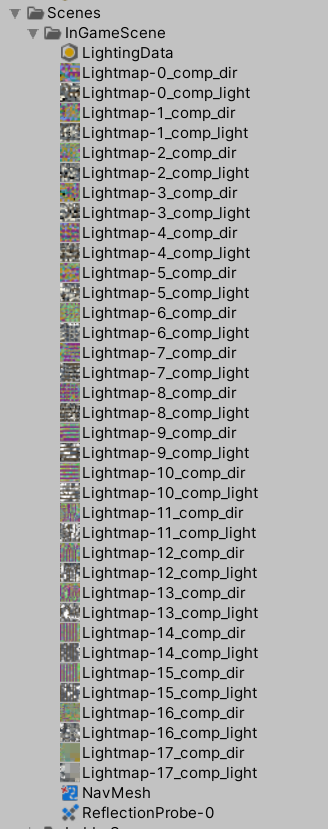 Scenes
InGameScene
LightingData
Lightmap-0_comp_dir
Lightmap-0_comp_light
Lightmap-1_comp_dir
Lightmap-1_comp_light
Lightmap-2_comp_dir
Lightmap-2_comp_light
Lightmap-3_comp_dir
Lightmap-3_comp_light
Lightmap-4_comp_dir
Lightmap-4_comp_light
Lightmap-5_comp_dir
Lightmap-5_comp_light
Lightmap-6_comp_dir
Lightmap-6_comp_light
Lightmap-7_comp_dir
Lightmap-7_comp_light
Lightmap-8_comp_dir
Lightmap-8_comp_light
Lightmap-9_comp_dir
Lightmap-9_comp_light
Lightmap-10_comp_dir
Lightmap-10_comp_light
Lightmap-11_comp_dir
Lightmap-11_comp_light
Lightmap-12_comp_dir
Lightmap-12_comp_light
Lightmap-13_comp_dir
Lightmap-13_comp_light
Lightmap-14_comp_dir
Lightmap-14_comp_light
Lightmap-15_comp_dir
Lightmap-15_comp_light
Lightmap-16_comp_dir
Lightmap-16_comp_light
Lightmap-17_comp_dir
Lightmap-17_comp_light
NavMesh
ReflectionProbe-0